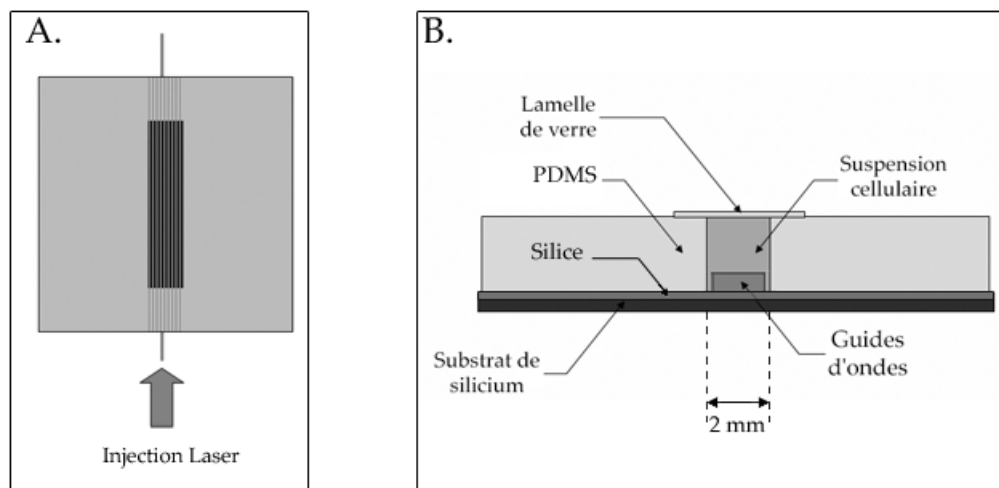 A.
Injection Laser
B.
Lamelle
de verre
PDMS
Suspension
cellulaire
Silice
Substrat de
silicium
Guides
d'ondes
2 mm